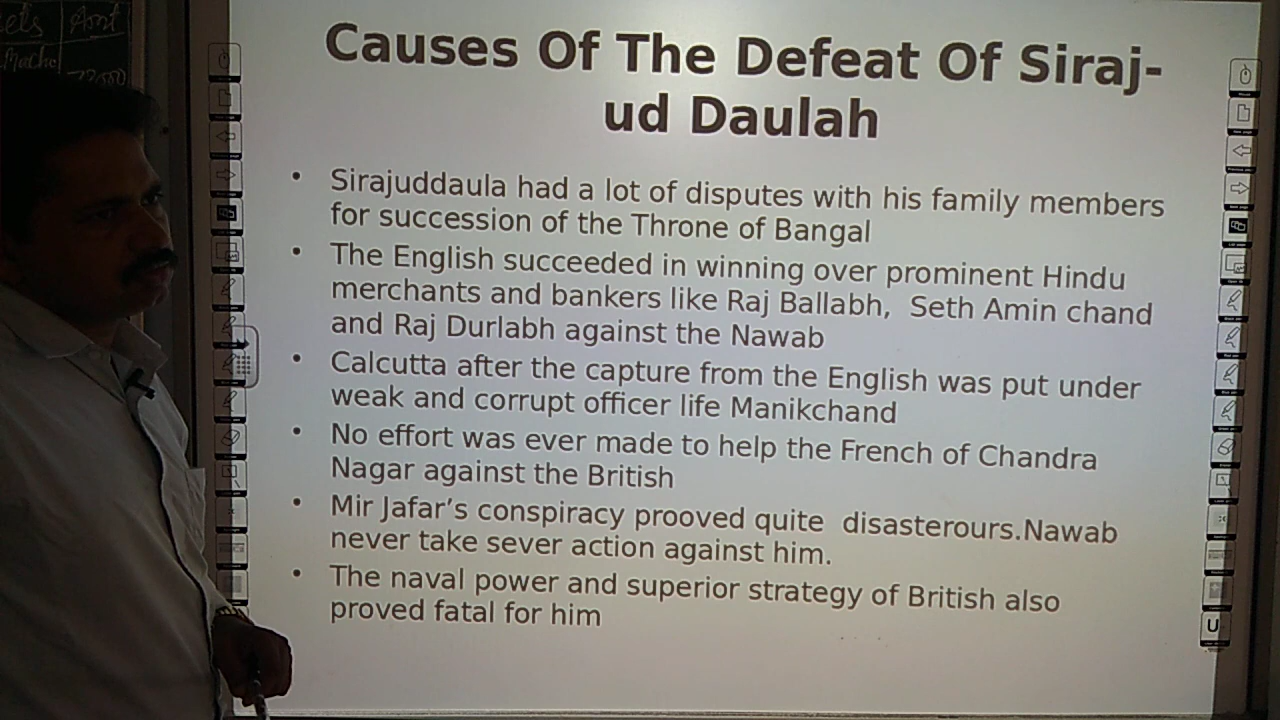 ets Amt
Mache
Causes Of The Defeat Of Siraj-
ud Daulah
• Sirajuddaula had a lot of disputes with his family members
for succession of the Throne of Bangal
• The English succeeded in winning over prominent Hindu
merchants and bankers like Raj Ballabh, Seth Amin chand
and Raj Durlabh against the Nawab
• Calcutta after the capture from the English was put under
weak and corrupt officer life Manikchand
• No effort was ever made to help the French of Chandra
Nagar against the British
• Mir Jafar’s conspiracy prooved quite disasterours.Nawab
never take sever action against him.
• The naval power and superior strategy of British also
proved fatal for him
U